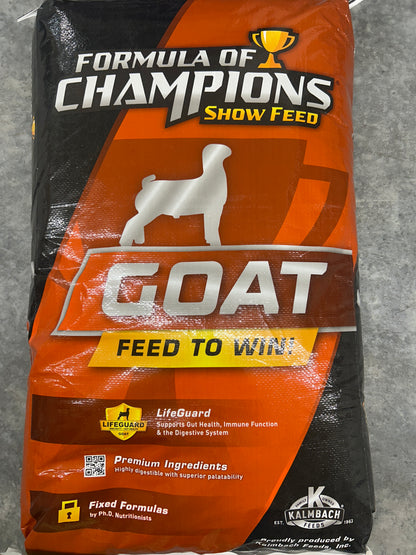 FORMULA OF
CHAMPIONS
SHOW FEED
GOAT
FEED TO WIN!
LIFEGUARD
LifeGuard
Supports Gut Health, Immune Function
& the Digestive System
Premium Ingredients
Highly digestible with superior palatability
Fixed Formulas
by Ph.D. Nutritionists
K
KALMBACH
FEEDS
EST. 1963
Proudly produced by
Kalmbach Feeds, Inc.